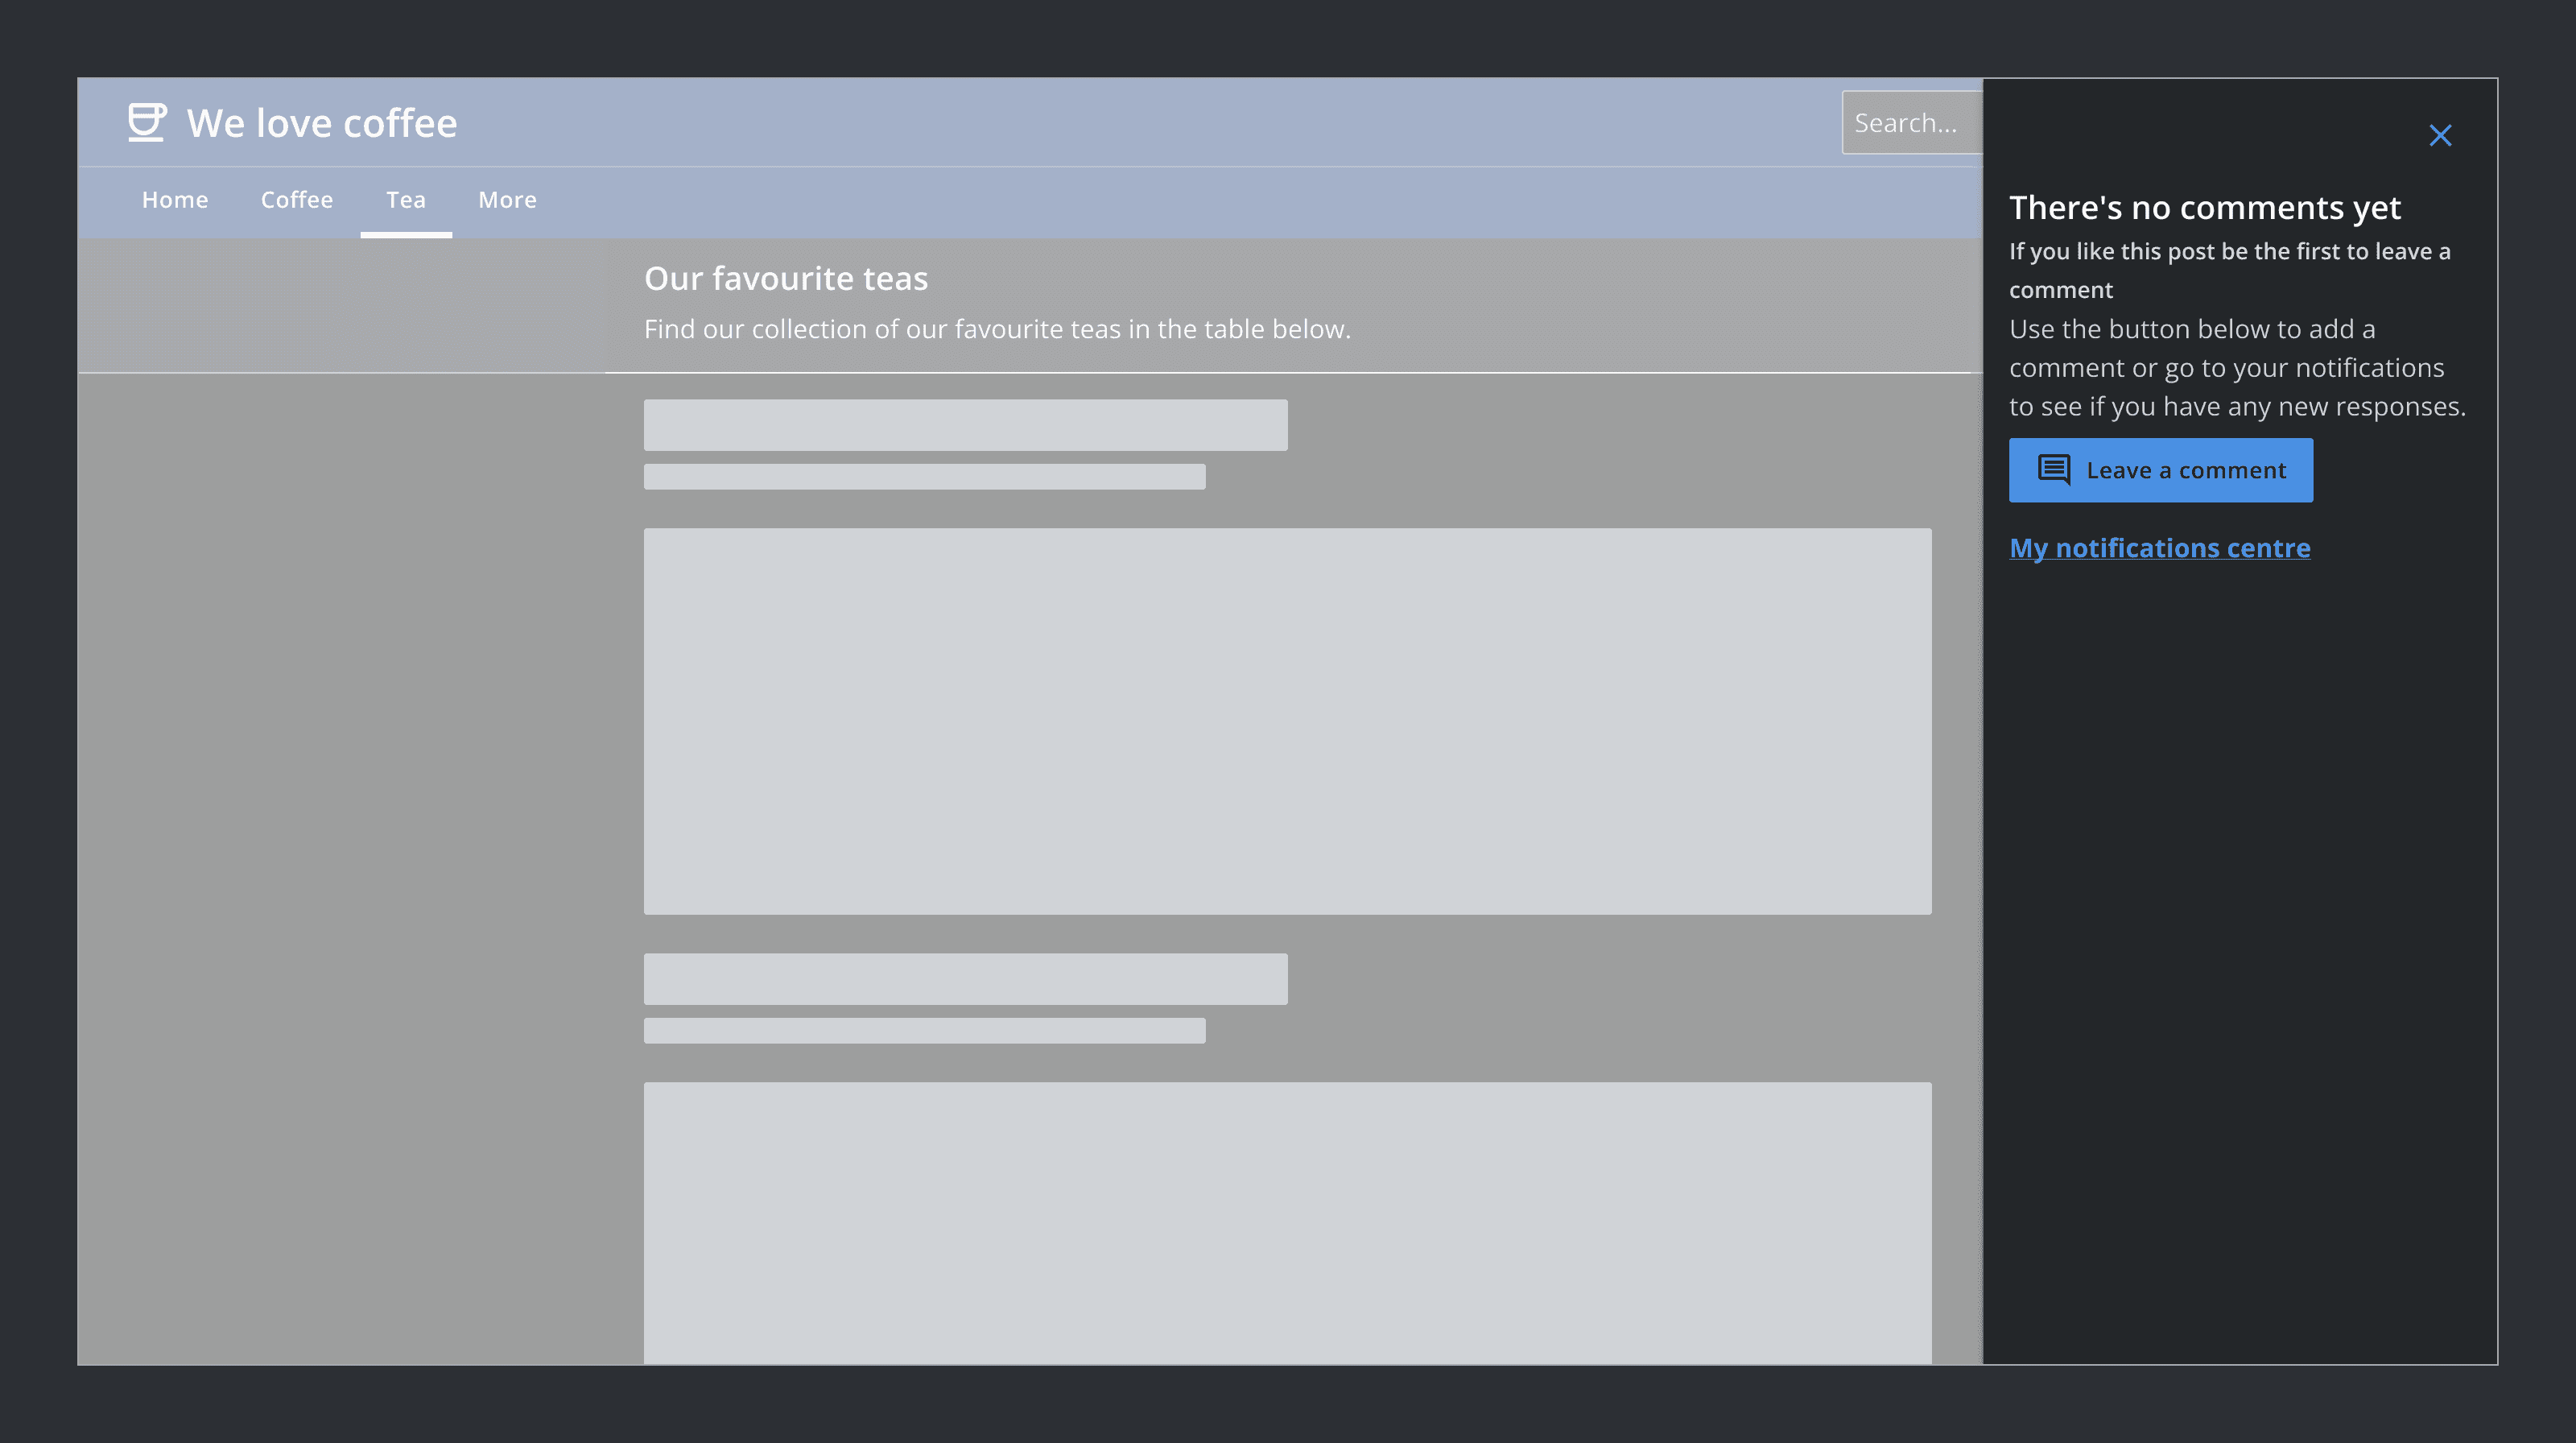 We love coffee
Search...
Home
Coffee
Tea
More
Our favourite teas
Find our collection of our favourite teas in the table below.
There's no comments yet
If you like this post be the first to leave a
comment
Use the button below to add a
comment or go to your notifications
to see if you have any new responses.
Leave a comment
My notifications centre